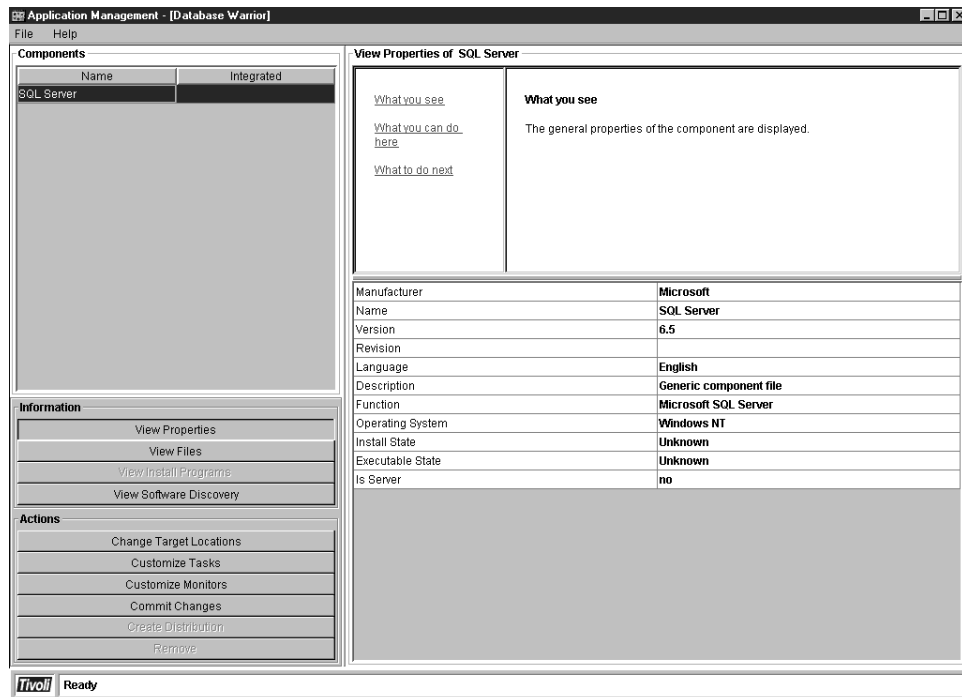 Application Management - [Database Warrior]
File Help
Components
Name Integrated
SQL Server
Information
View Properties
View Files
View Install Programs
View Software Discovery
Actions
Change Target Locations
Customize Tasks
Customize Monitors
Commit Changes
Create Distribution
Remove
View Properties of SQL Server
What you see
What you can do
here
What to do next
What you see
The general properties of the component are displayed.
Manufacturer Microsoft
Name SQL Server
Version 6.5
Revision
Language English
Description Generic component file
Function Microsoft SQL Server
Operating System Windows NT
Install State Unknown
Executable State Unknown
Is Server no
Tivoli Ready